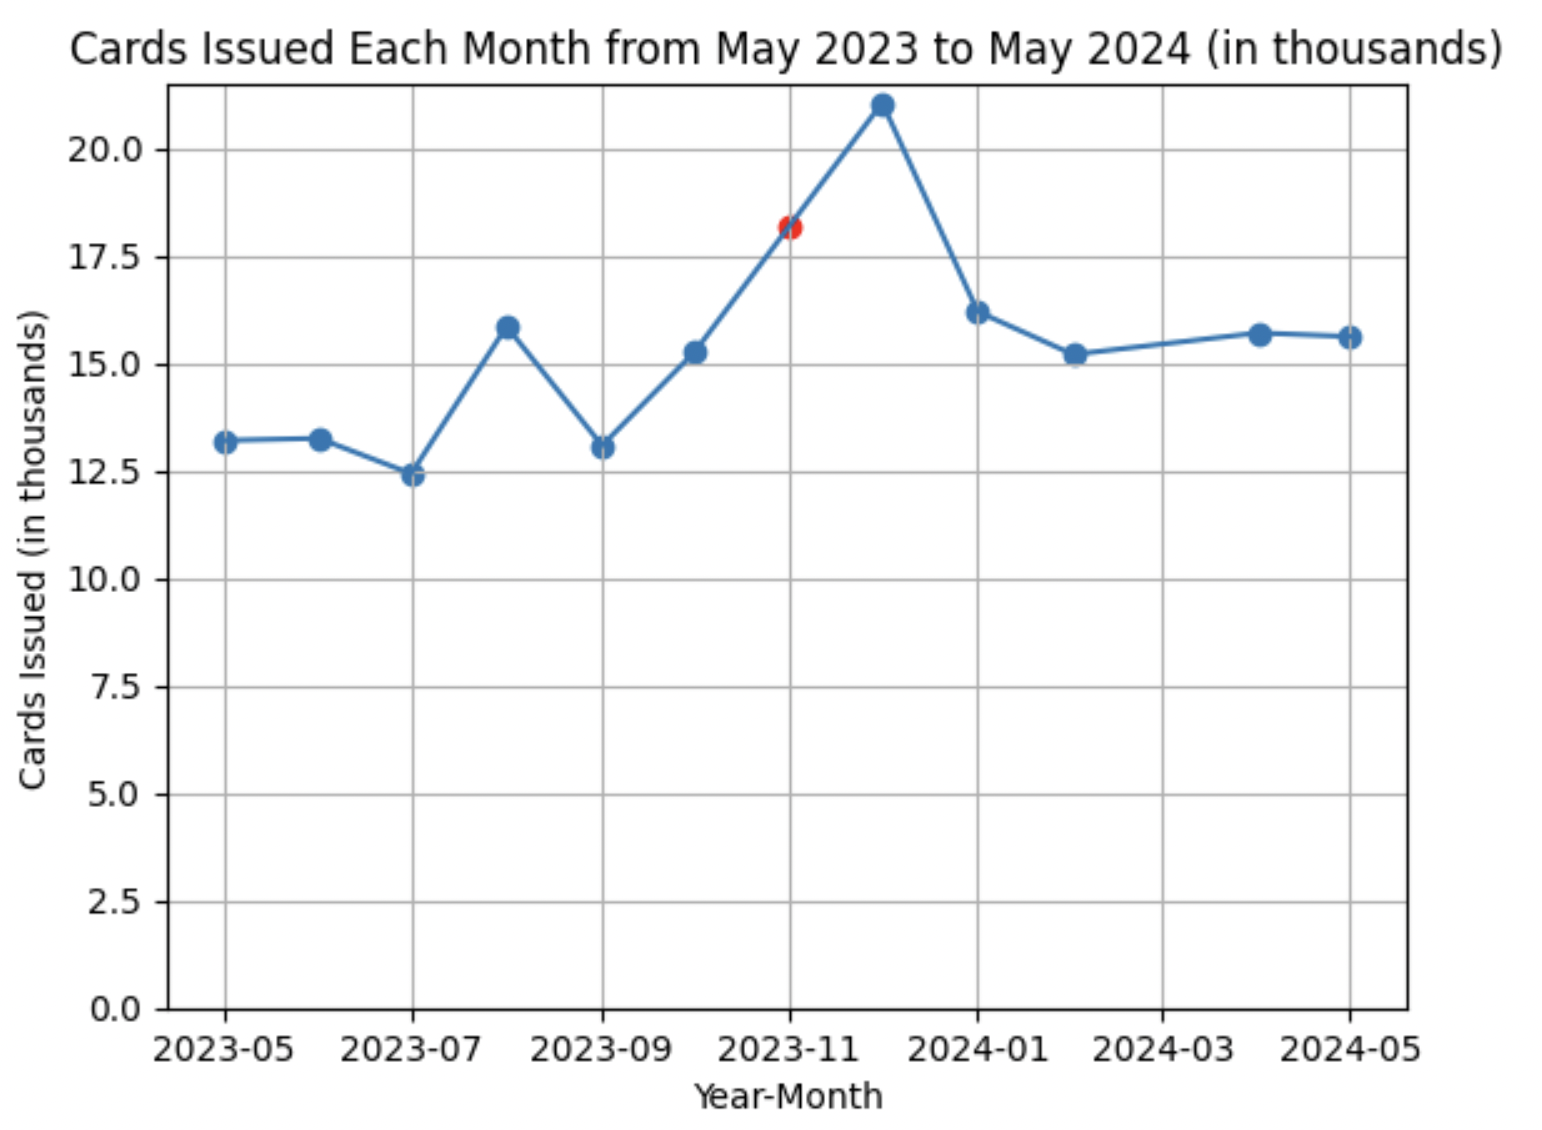 Cards Issued Each Month from May 2023 to May 2024 (in thousands)
20.0
17.5
15.0
12.5
10.0
7.5
5.0
2.5
0.0
Cards Issued (in thousands)
2023-05 2023-07 2023-09 2023-11 2024-01 2024-03 2024-05
Year-Month